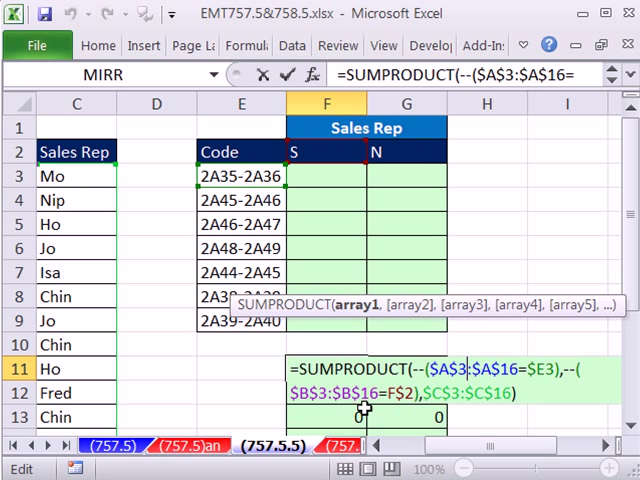 EMT757.5&758.5.xlsx - Microsoft Excel
File Home Insert Page La Formula Data Review View Develop Add-Ins
MIRR fx =SUMPRODUCT(--($A$3:$A$16=
C D E F G H I
1 Sales Rep
2 Sales Rep Code S N
3 Mo 2A35-2A36
4 Nip 2A45-2A46
5 Ho 2A46-2A47
6 Jo 2A48-2A49
7 Isa 2A44-2A45
8 Chin
SUMPRODUCT(array1, [array2], [array3], [array4], [array5], ...)
9 Jo 2A39-2A40
10 Chin
11 Ho =SUMPRODUCT(--($A$3:$A$16=$E3),--(
12 Fred $B$3:$B$16=F$2),$C$3:$C$16)
13 Chin 0 0
(757.5) (757.5)an (757.5.5) (757.
Edit 100%